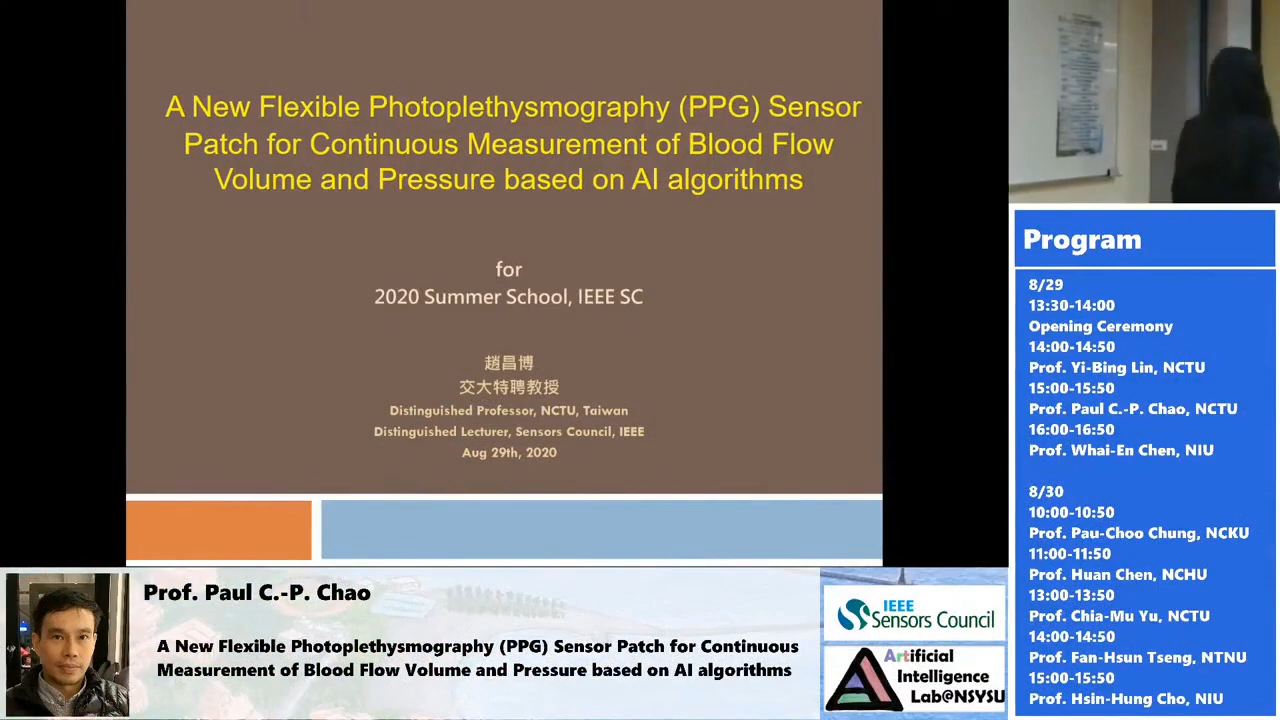 A New Flexible Photoplethysmography (PPG) Sensor
Patch for Continuous Measurement of Blood Flow
Volume and Pressure based on AI algorithms
for
2020 Summer School, IEEE SC
趙昌博
交大特聘教授
Distinguished Professor, NCTU, Taiwan
Distinguished Lecturer, Sensors Council, IEEE
Aug 29th, 2020
Program
8/29
13:30-14:00
Opening Ceremony
14:00-14:50
Prof. Yi-Bing Lin, NCTU
15:00-15:50
Prof. Paul C.-P. Chao, NCTU
16:00-16:50
Prof. Whai-En Chen, NIU
8/30
10:00-10:50
Prof. Pau-Choo Chung, NCKU
11:00-11:50
Prof. Huan Chen, NCHU
13:00-13:50
Prof. Chia-Mu Yu, NCTU
14:00-14:50
Prof. Fan-Hsun Tseng, NTNU
15:00-15:50
Prof. Hsin-Hung Cho, NIU
Prof. Paul C.-P. Chao
A New Flexible Photoplethysmography (PPG) Sensor Patch for Continuous
Measurement of Blood Flow Volume and Pressure based on AI algorithms
IEEE
Sensors Council
Artificial
Intelligence
Lab@NSYSU